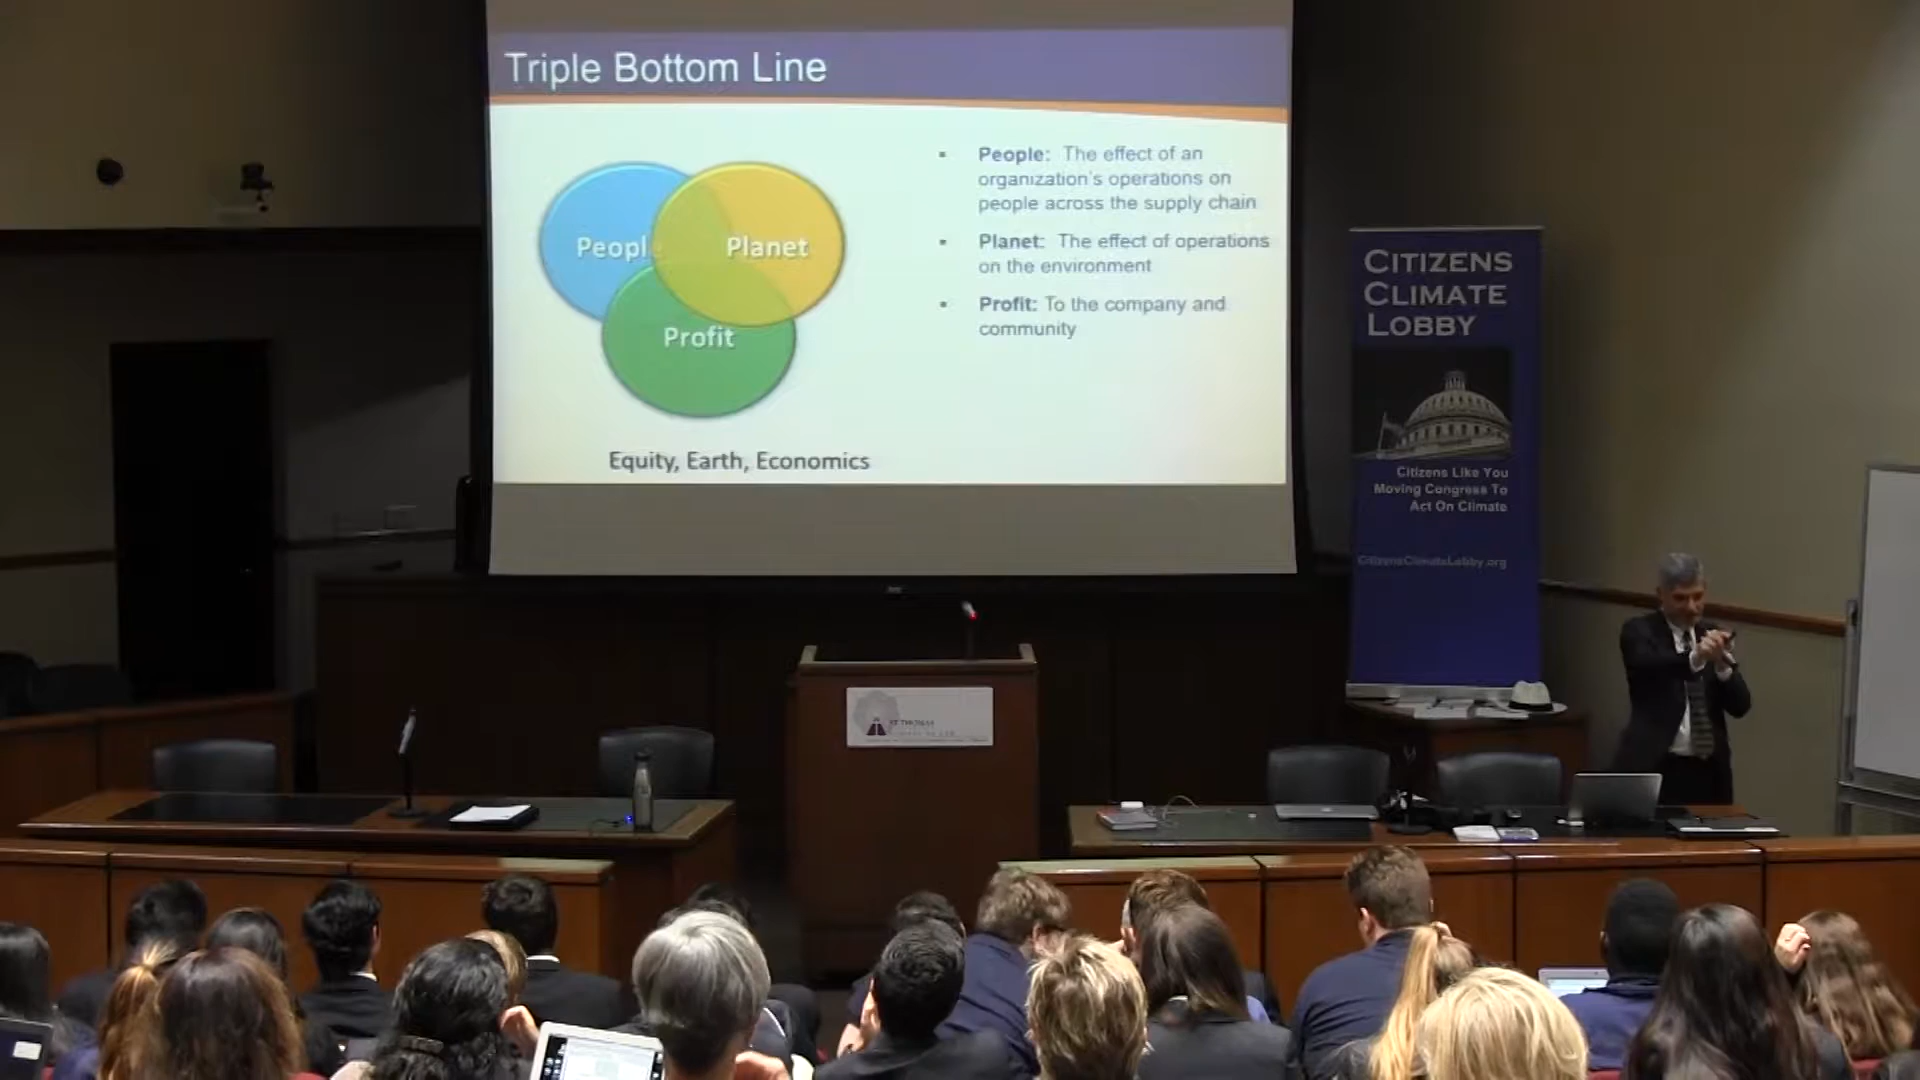 Triple Bottom Line
People
Planet
Profit
Equity, Earth, Economics
People: The effect of an
organization's operations on
people across the supply chain
Planet: The effect of operations
on the environment
Profit: To the company and
community
CITIZENS
CLIMATE
LOBBY
Citizens Like You
Moving Congress To
Act On Climate
CitizensClimateLobby.org
ST THOMAS